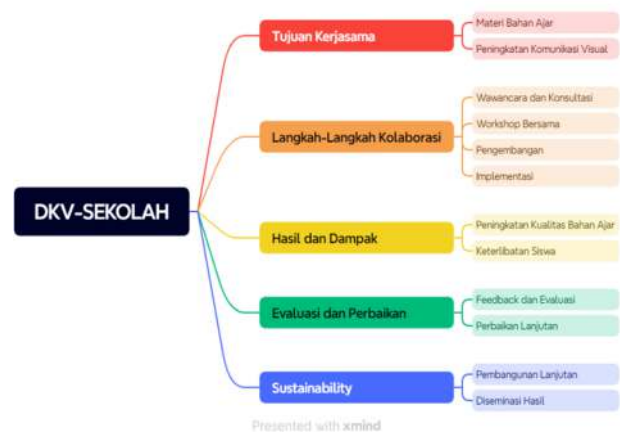 DKV-SEKOLAH
Tujuan Kerjasama
Materi Bahan Ajar
Peningkatan Komunikasi Visual
Langkah-Langkah Kolaborasi
Wawancara dan Konsultasi
Workshop Bersama
Pengembangan
Implementasi
Hasil dan Dampak
Peningkatan Kualitas Bahan Ajar
Keterlibatan Siswa
Evaluasi dan Perbaikan
Feedback dan Evaluasi
Perbaikan Lanjutan
Sustainability
Pembangunan Lanjutan
Diseminasi Hasil
Presented with xmind